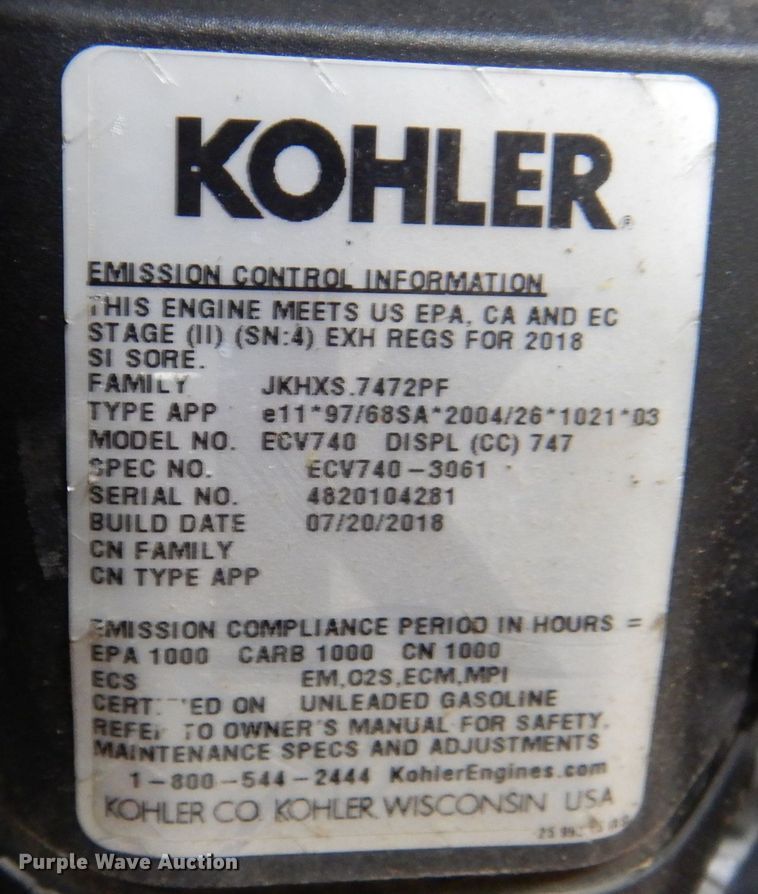 KOHLER®
EMISSION CONTROL INFORMATION
THIS ENGINE MEETS US EPA, CA AND EC
STAGE (II) (SN:4) EXH REGS FOR 2018
SI SORE.
FAMILY JKHXS.7472PF
TYPE APP e11*97/68SA*2004/26*1021*03
MODEL NO. ECV740 DISPL (CC) 747
SPEC NO. ECV740-3061
SERIAL NO. 4820104281
BUILD DATE 07/20/2018
CN FAMILY
CN TYPE APP
EMISSION COMPLIANCE PERIOD IN HOURS =
EPA 1000 CARB 1000 CN 1000
ECS EM,O2S,ECM,MPI
CERTIFIED ON UNLEADED GASOLINE
REFER TO OWNER'S MANUAL FOR SAFETY,
MAINTENANCE SPECS AND ADJUSTMENTS
1-800-544-2444 KohlerEngines.com
KOHLER CO. KOHLER, WISCONSIN USA
Purple Wave Auction